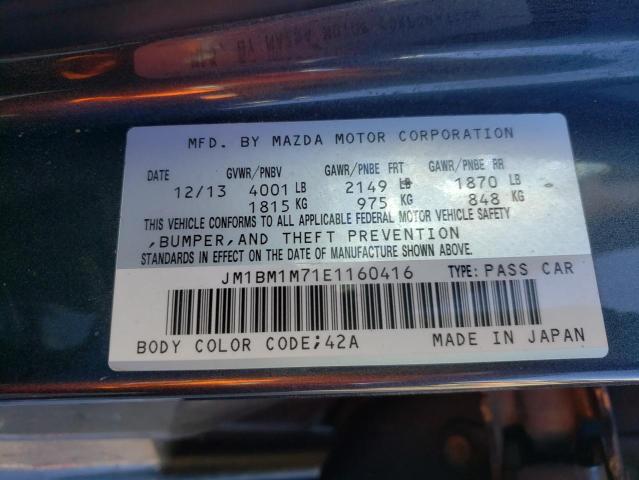 MFD. BY MAZDA MOTOR CORPORATION
DATE GVWR/PNBV GAWR/PNBE FRT GAWR/PNBE RR
12/13 4001 LB 2149 LB 1870 LB
1815 KG 975 KG 848 KG
THIS VEHICLE CONFORMS TO ALL APPLICABLE FEDERAL MOTOR VEHICLE SAFETY
,BUMPER,AND THEFT PREVENTION
STANDARDS IN EFFECT ON THE DATE OF MANUFACTURE SHOWN ABOVE.
JM1BM1M71E1160416 TYPE: PASS CAR
BODY COLOR CODE;42A MADE IN JAPAN